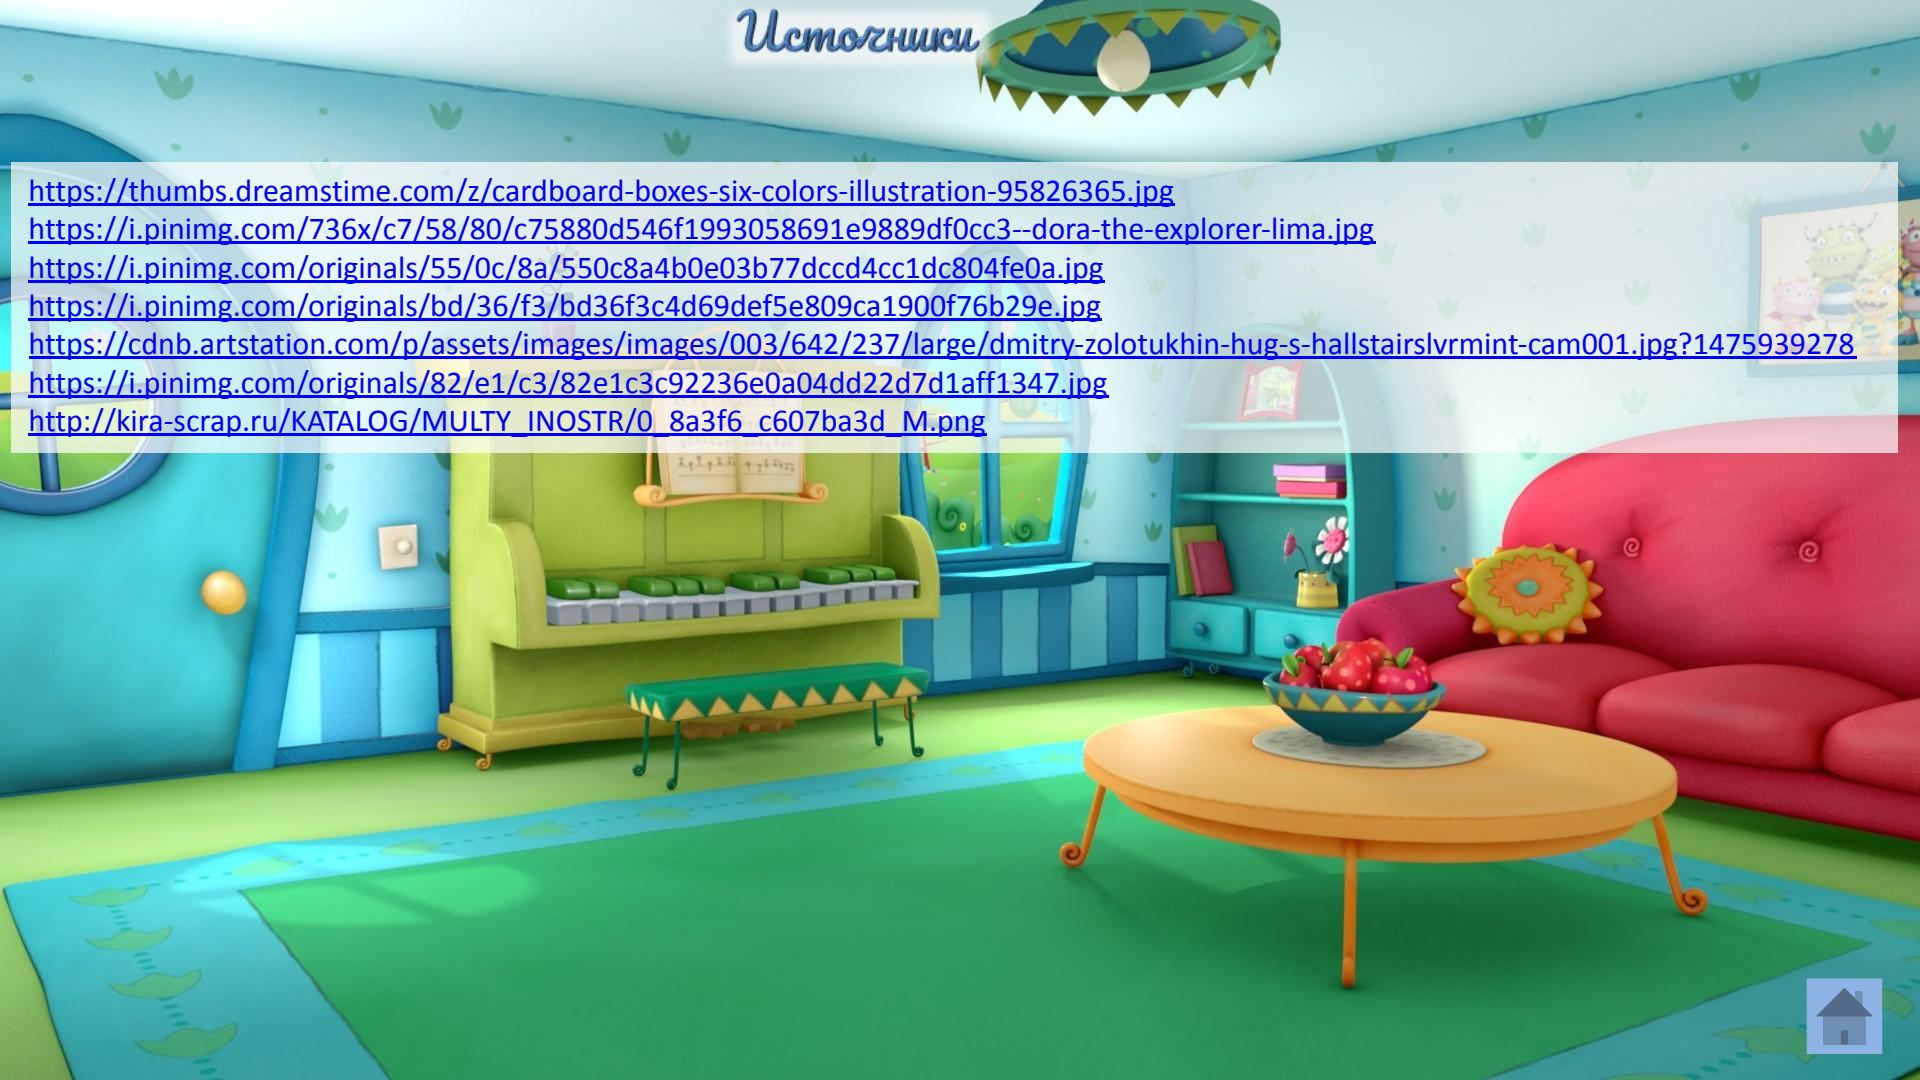 Источники
https://thumbs.dreamstime.com/z/cardboard-boxes-six-colors-illustration-95826365.jpg
https://i.pinimg.com/736x/c7/58/80/c75880d546f1993058691e9889df0cc3--dora-the-explorer-lima.jpg
https://i.pinimg.com/originals/55/0c/8a/550c8a4b0e03b77dccd4cc1dc804fe0a.jpg
https://i.pinimg.com/originals/bd/36/f3/bd36f3c4d69def5e809ca1900f76b29e.jpg
https://cdnb.artstation.com/p/assets/images/images/003/642/237/large/dmitry-zolotukhin-hug-s-hallstairslvrmint-cam001.jpg?1475939278
https://i.pinimg.com/originals/82/e1/c3/82e1c3c92236e0a04dd22d7d1aff1347.jpg
http://kira-scrap.ru/KATALOG/MULTY_INOSTR/0_8a3f6_c607ba3d_M.png